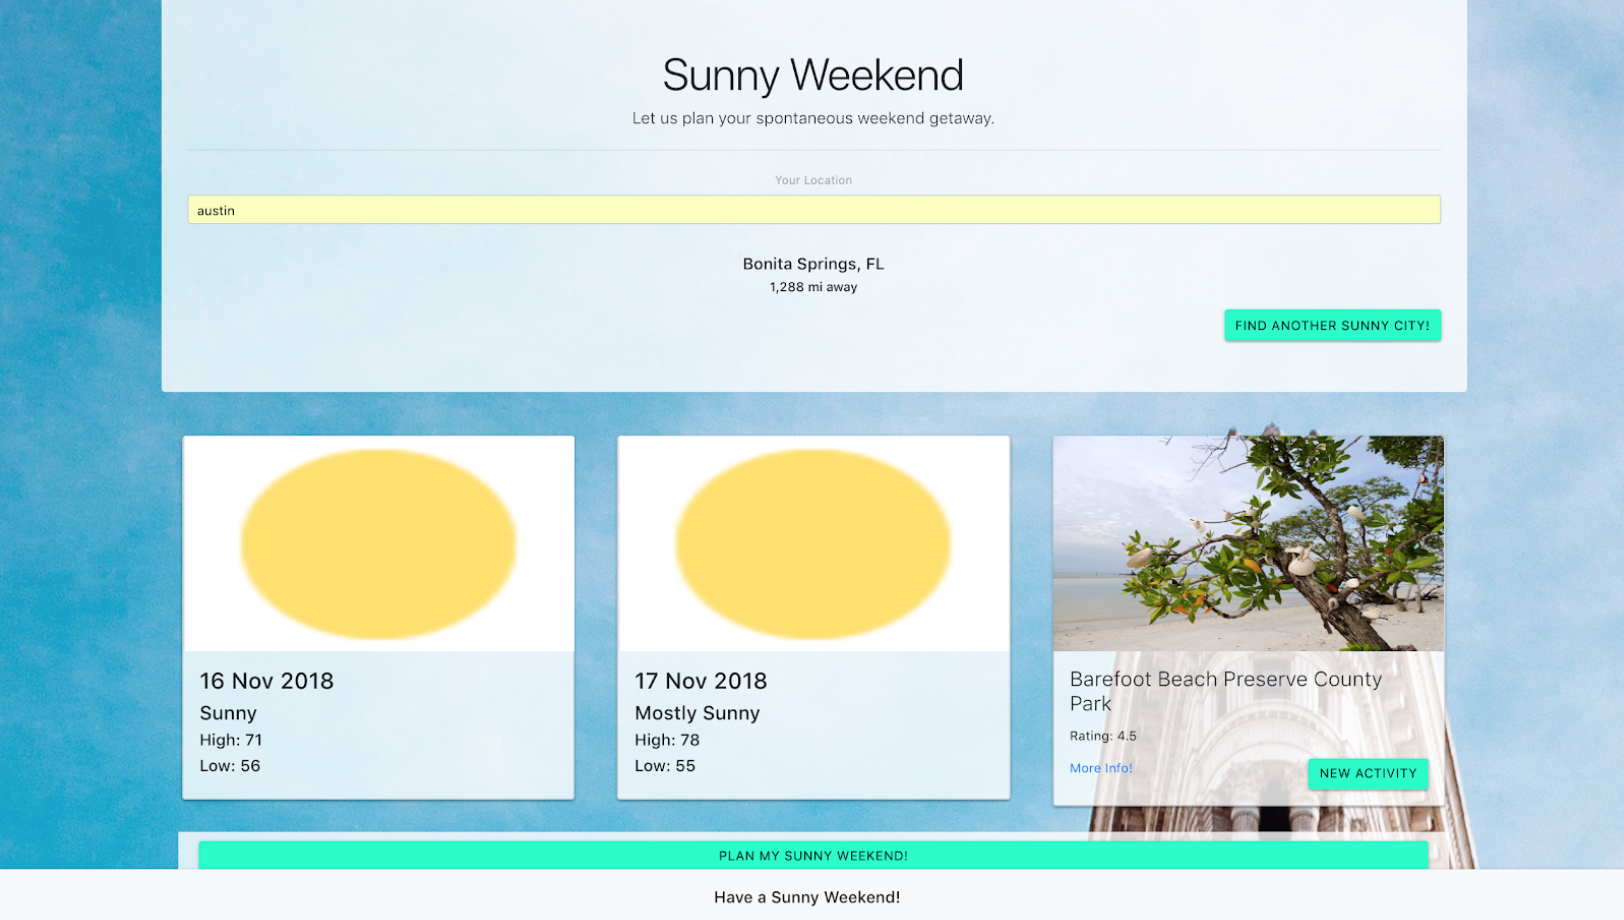 Sunny Weekend
Let us plan your spontaneous weekend getaway.
Your Location
austin
Bonita Springs, FL
1,288 mi away
FIND ANOTHER SUNNY CITY!
16 Nov 2018
Sunny
High: 71
Low: 56
17 Nov 2018
Mostly Sunny
High: 78
Low: 55
Barefoot Beach Preserve County
Park
Rating: 4.5
More Info!
NEW ACTIVITY
PLAN MY SUNNY WEEKEND!
Have a Sunny Weekend!